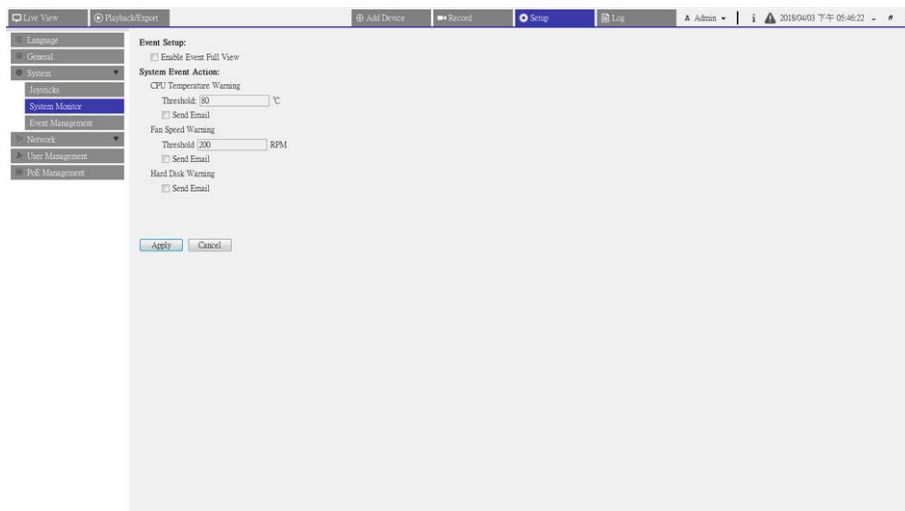 Live View
Playback/Export
Add Device
Record
Setup
Log
Admin
i
2018/04/03 下午 05:46:22
Language
General
System
Joysticks
System Monitor
Event Management
Network
User Management
PoE Management
Event Setup:
Enable Event Full View
System Event Action:
CPU Temperature Warning
Threshold: 80 ℃
Send Email
Fan Speed Warning
Threshold 200 RPM
Send Email
Hard Disk Warning
Send Email
Apply Cancel